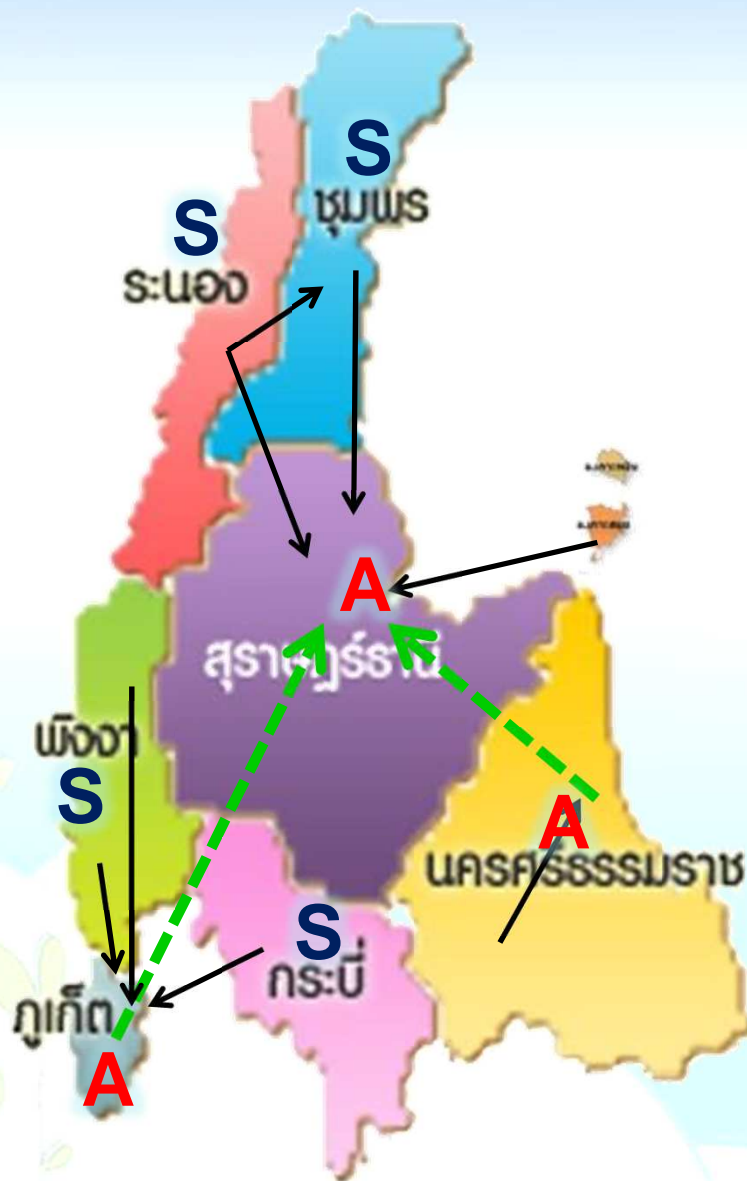 S
ชุมพร
S
ระนอง
A
สุราษฎร์ธานี
พังงา
S
A
นครศรีธรรมราช
S
กระบี่
ภูเก็ต
A